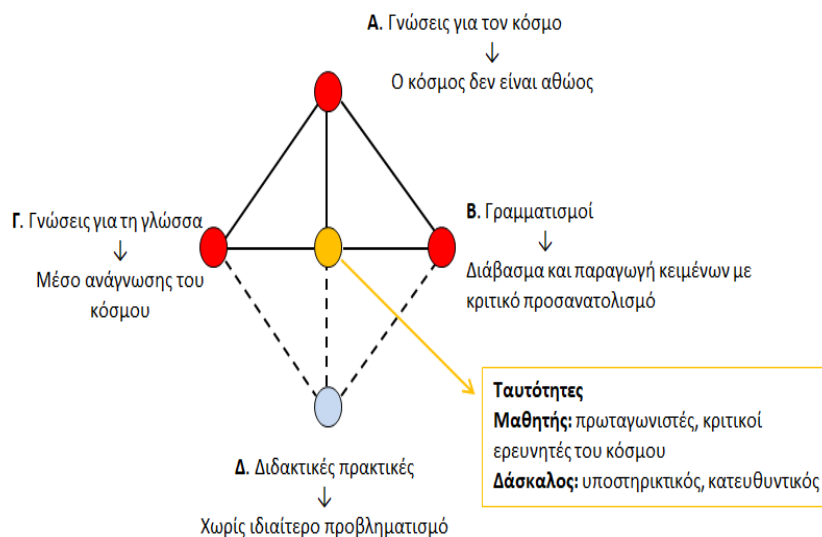 Α. Γνώσεις για τον κόσμο
Ο κόσμος δεν είναι αθώος
Γ. Γνώσεις για τη γλώσσα
Μέσο ανάγνωσης του
κόσμου
Β. Γραμματισμοί
Διάβασμα και παραγωγή κειμένων με
κριτικό προσανατολισμό
Ταυτότητες
Μαθητής: πρωταγωνιστές, κριτικοί
ερευνητές του κόσμου
Δάσκαλος: υποστηρικτικός, κατευθυντικός
Δ. Διδακτικές πρακτικές
Χωρίς ιδιαίτερο προβληματισμό